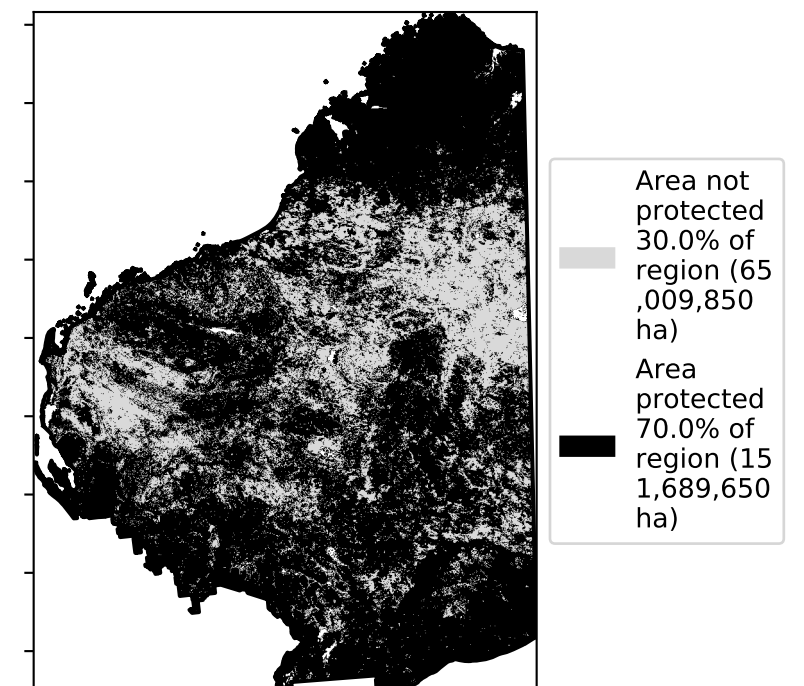 Area not
protected
30.0% of
region (65
,009,850
ha)
Area
protected
70.0% of
region (15
1,689,650
ha)